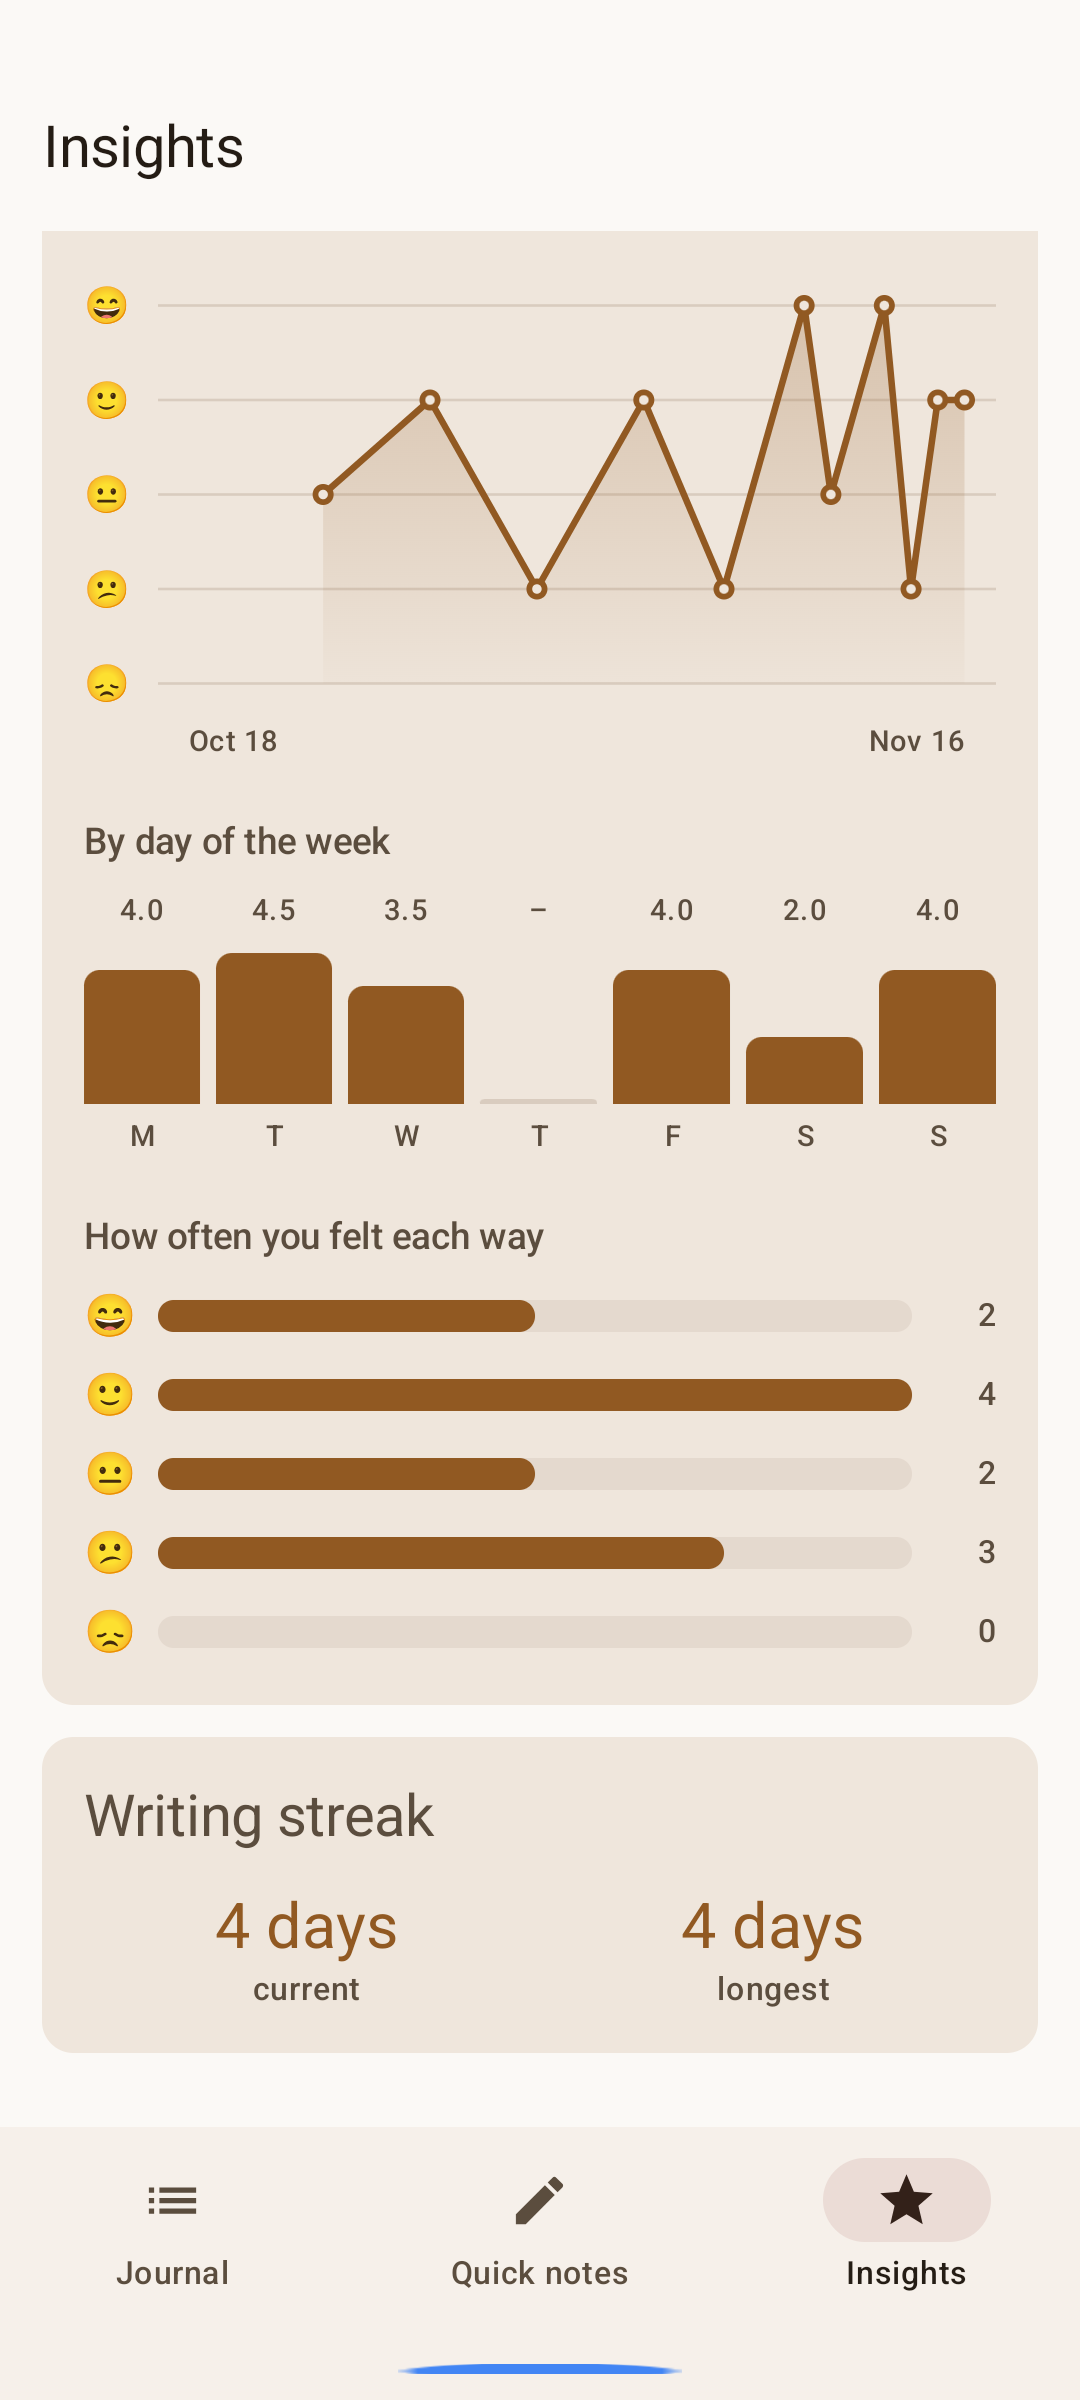 Insights
Oct 18 Nov 16
By day of the week
4.0 4.5 3.5 – 4.0 2.0 4.0
M T W T F S S
How often you felt each way
2
4
2
3
0
Writing streak
4 days 4 days
current longest
Journal Quick notes Insights